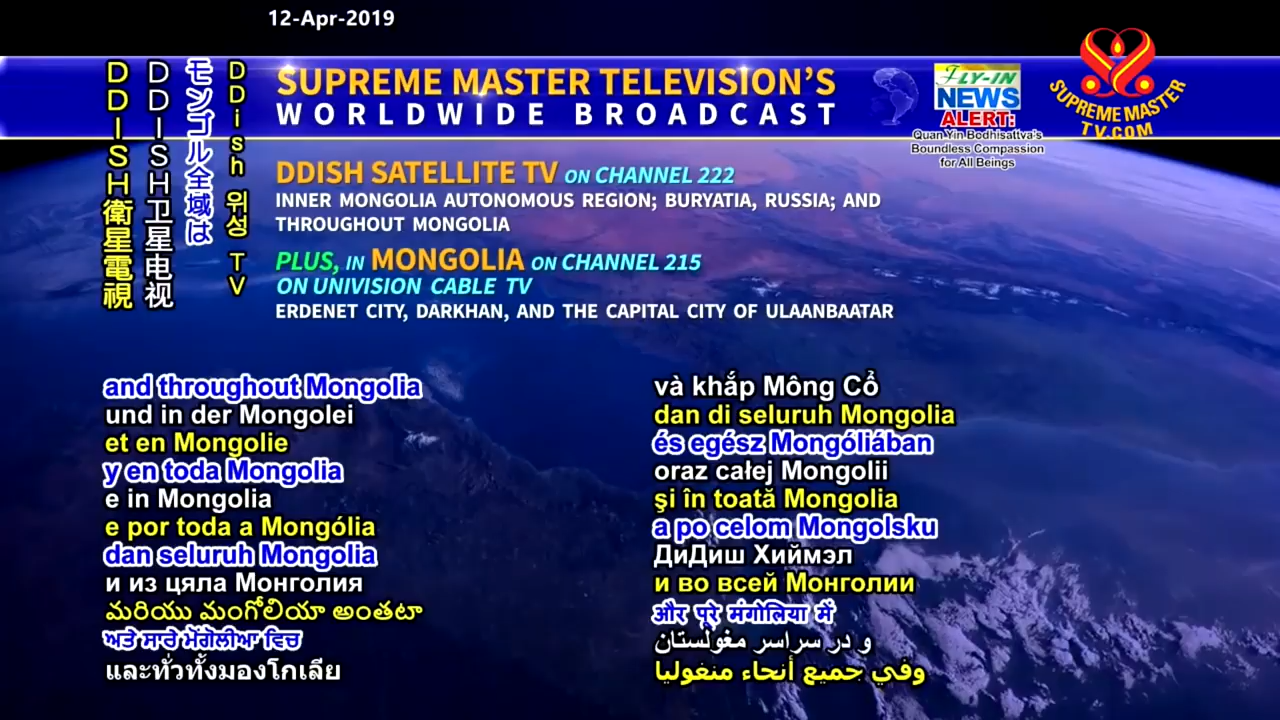 12-Apr-2019
DDISH衛星電視
DDISH卫星电视
モンゴル全域は
DDish 위성 TV
SUPREME MASTER TELEVISION'S
WORLDWIDE BROADCAST
FLY-IN
NEWS
ALERT:
Quan Yin Bodhisattva's
Boundless Compassion
for All Beings
SUPREME MASTER
TV.COM
DDISH SATELLITE TV ON CHANNEL 222
INNER MONGOLIA AUTONOMOUS REGION; BURYATIA, RUSSIA; AND
THROUGHOUT MONGOLIA
PLUS, IN MONGOLIA ON CHANNEL 215
ON UNIVISION CABLE TV
ERDENET CITY, DARKHAN, AND THE CAPITAL CITY OF ULAANBAATAR
and throughout Mongolia
und in der Mongolei
et en Mongolie
y en toda Mongolia
e in Mongolia
e por toda a Mongólia
dan seluruh Mongolia
и из цяла Монголия
మరియు మంగోలియా అంతటా
ਅਤੇ ਸਾਰੇ ਮੰਗੋਲੀਆ ਵਿਚ
และทั่วทั้งมองโกเลีย
và khắp Mông Cổ
dan di seluruh Mongolia
és egész Mongóliában
oraz całej Mongolii
şi în toată Mongolia
a po celom Mongolsku
ДиДиш Хиймэл
и во всей Монголии
और पूरे मंगोलिया में
و در سراسر مغولستان
وفي جميع أنحاء منغوليا